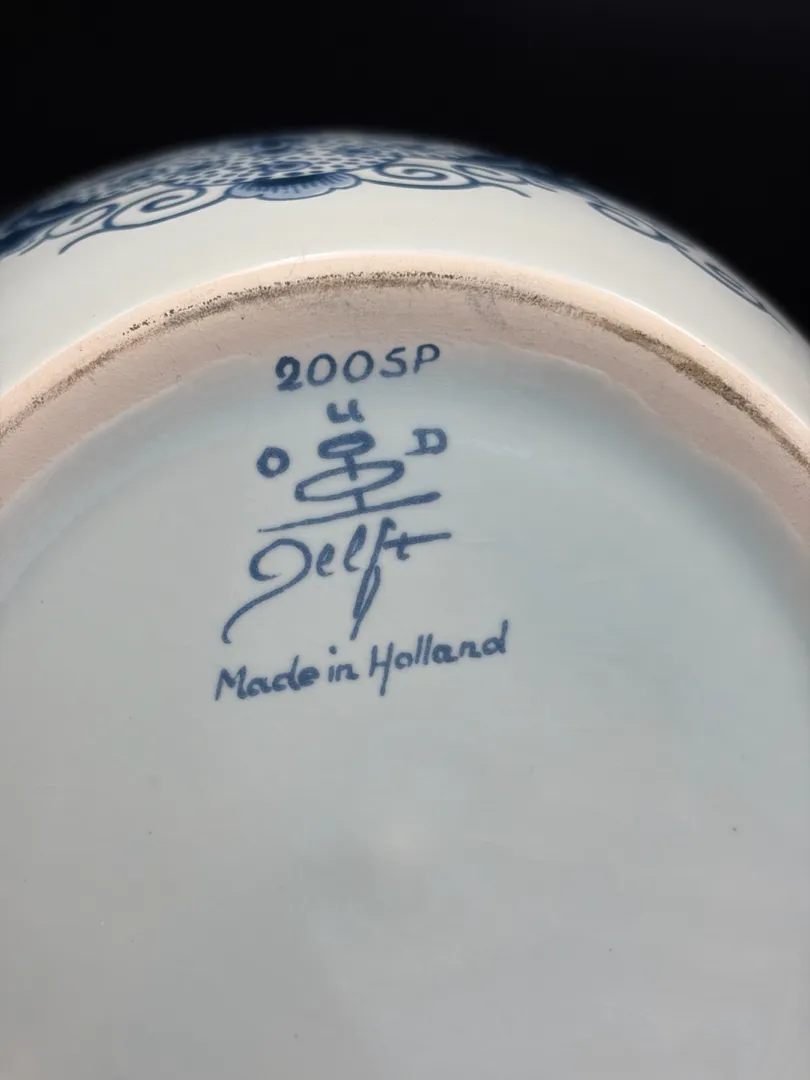 200SP
U
O D
Delft
Made in Holland